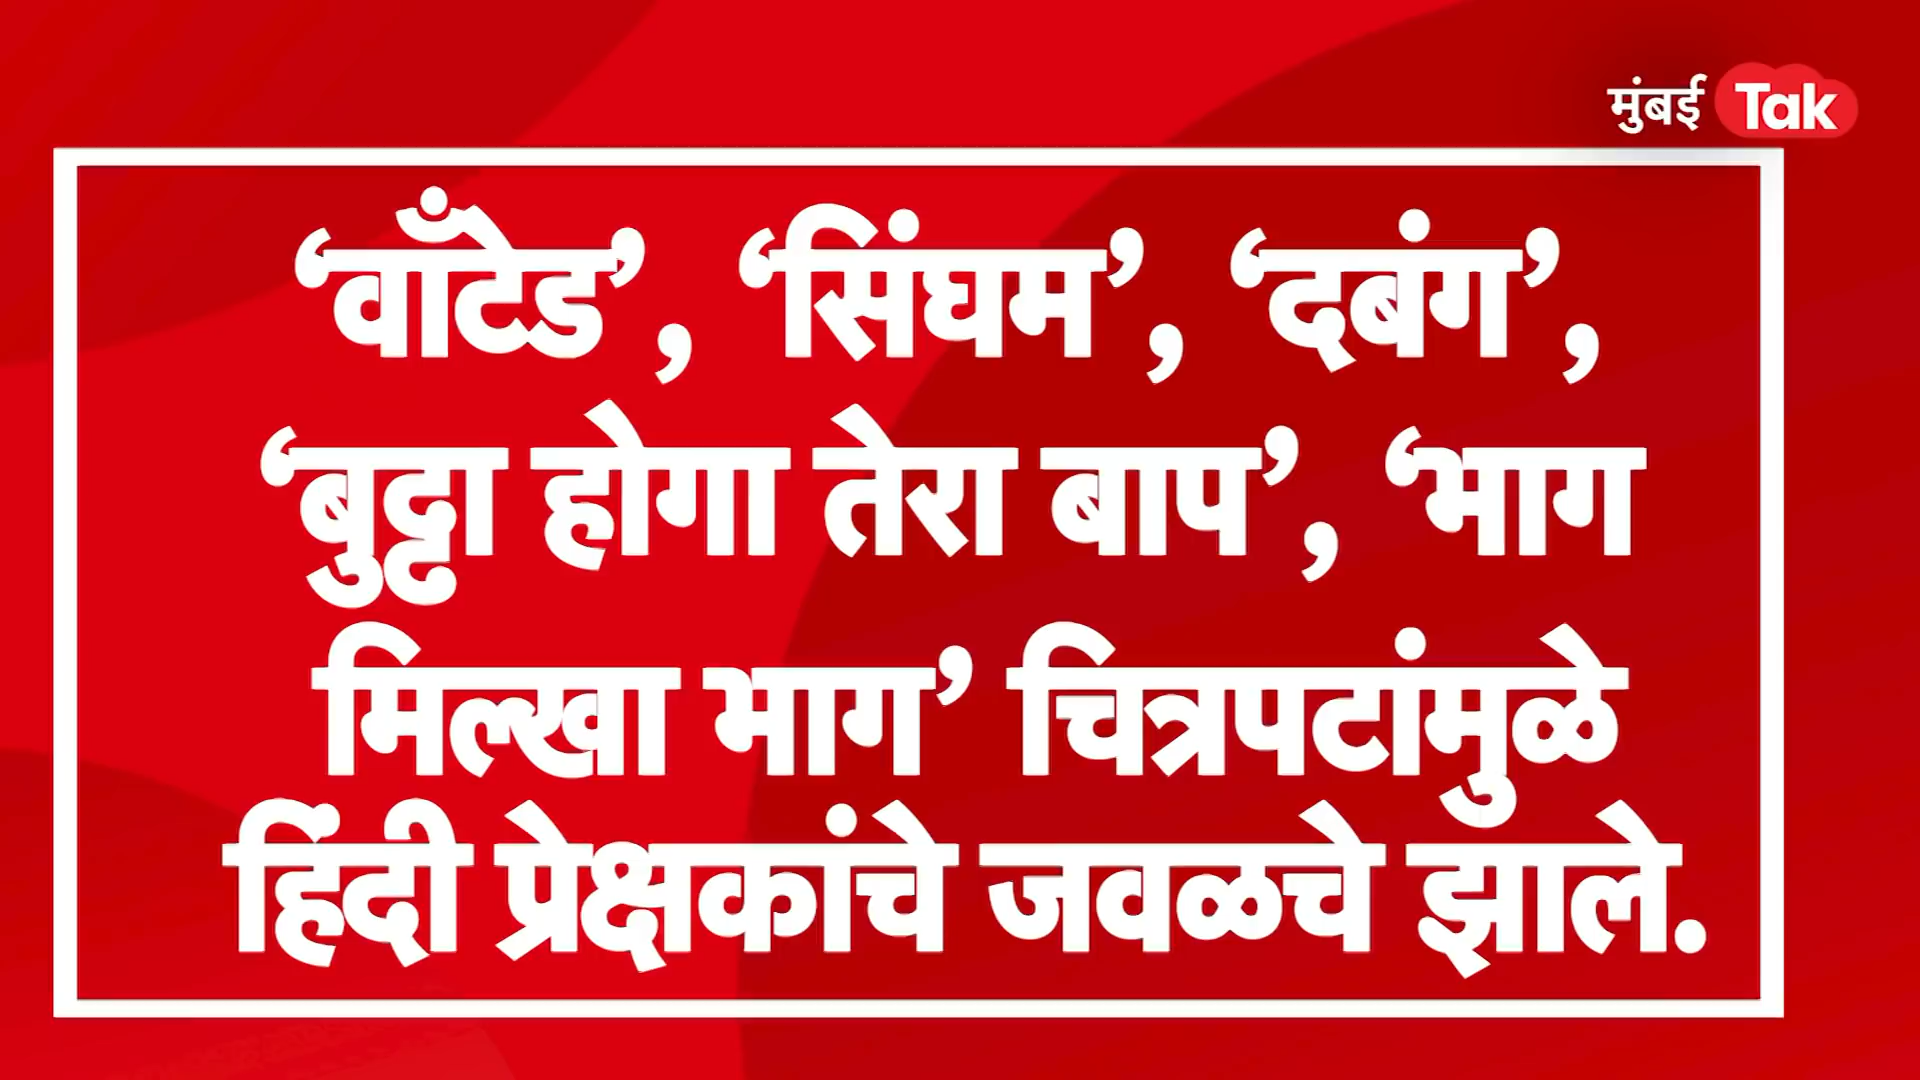 मुंबई Tak
‘वाँटेड’, ‘सिंघम’, ‘दबंग’,
‘बुट्टा होगा तेरा बाप’, ‘भाग
मिल्खा भाग’ चित्रपटांमुळे
हिंदी प्रेक्षकांचे जवळचे झाले.